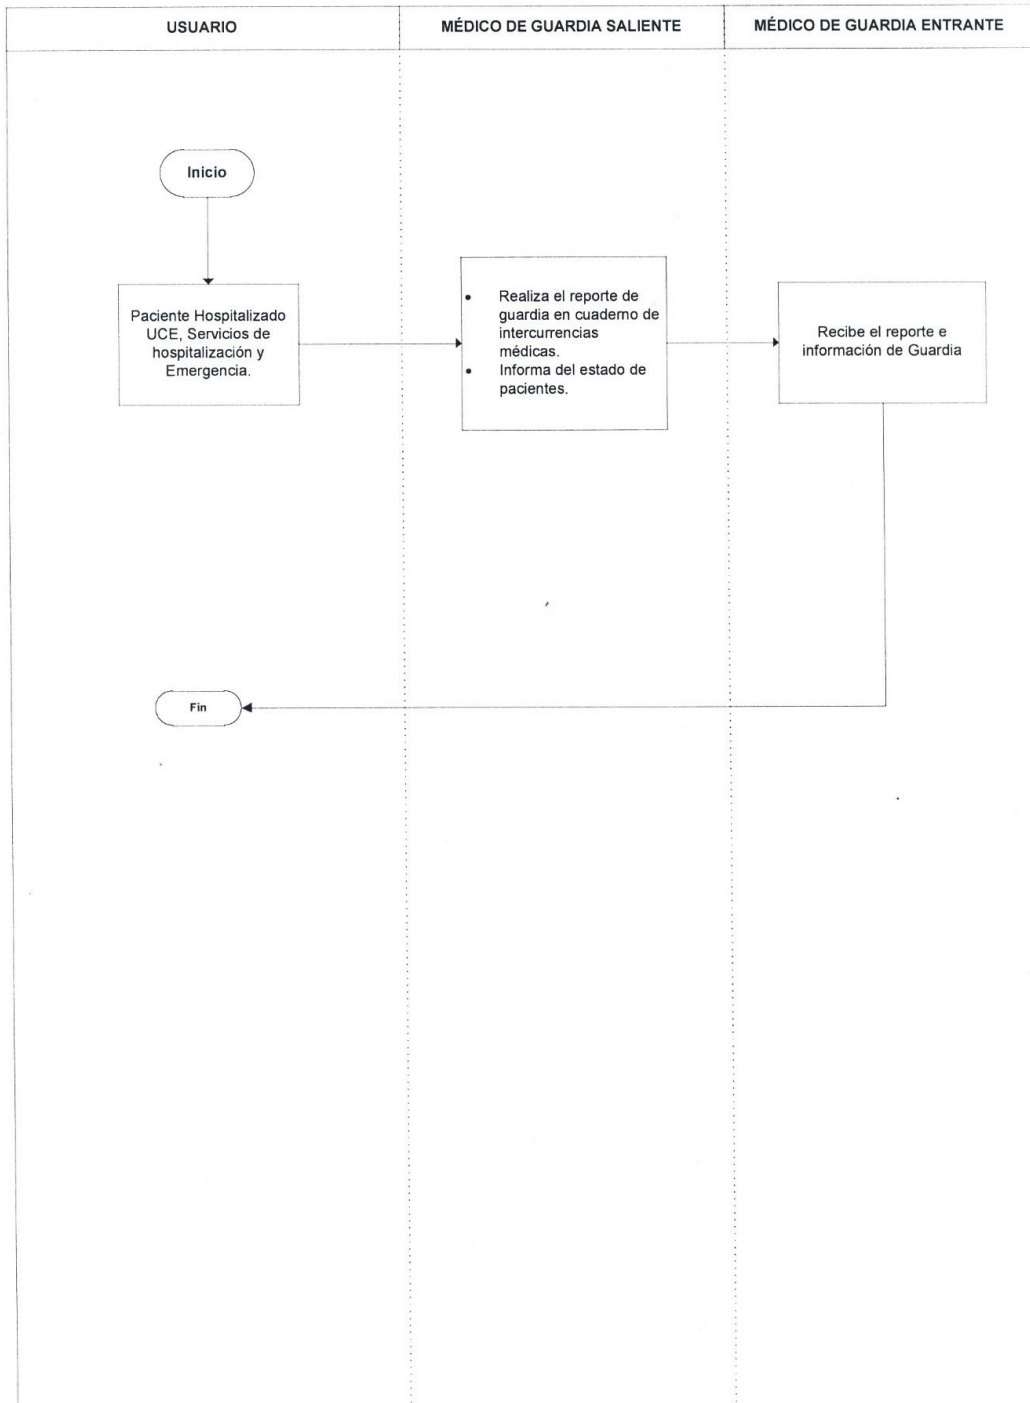 USUARIO
MÉDICO DE GUARDIA SALIENTE
MÉDICO DE GUARDIA ENTRANTE
Inicio
Paciente Hospitalizado
UCE, Servicios de
hospitalización y
Emergencia.
• Realiza el reporte de
guardia en cuaderno de
intercurrencias
médicas.
• Informa del estado de
pacientes.
Recibe el reporte e
información de Guardia
Fin